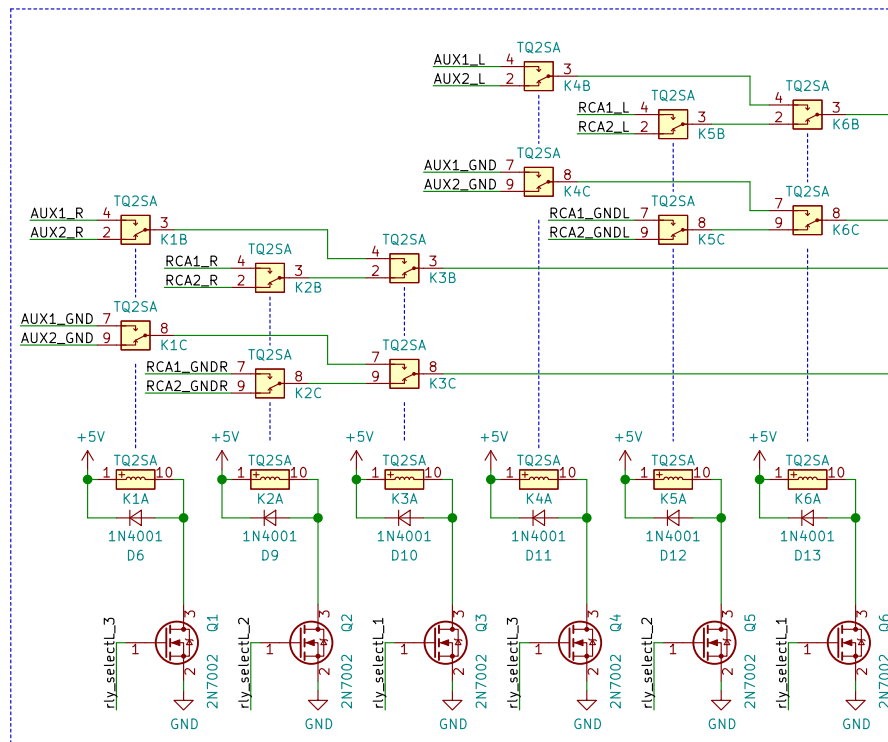 TQ2SA
AUX1_L 4 3
AUX2_L 2 K4B
TQ2SA
RCA1_L 4 3
RCA2_L 2 K5B
TQ2SA
4 3
2 K6B
TQ2SA
AUX1_GND 7 8
AUX2_GND 9 K4C
TQ2SA
RCA1_GNDL 7 8
RCA2_GNDL 9 K5C
TQ2SA
7 8
9 K6C
TQ2SA
AUX1_R 4 3
AUX2_R 2 K1B
TQ2SA
RCA1_R 4 3
RCA2_R 2 K2B
TQ2SA
4 3
2 K3B
TQ2SA
AUX1_GND 7 8
AUX2_GND 9 K1C
TQ2SA
RCA1_GNDR 7 8
RCA2_GNDR 9 K2C
TQ2SA
7 8
9 K3C
+5V +5V +5V +5V +5V +5V
TQ2SA TQ2SA TQ2SA TQ2SA TQ2SA TQ2SA
1 + 10 1 + 10 1 + 10 1 + 10 1 + 10 1 + 10
K1A K2A K3A K4A K5A K6A
1N4001 1N4001 1N4001 1N4001 1N4001 1N4001
D6 D9 D10 D11 D12 D13
rly_selectL_3 1 3 2 Q1 2N7002
rly_selectL_2 1 3 2 Q2 2N7002
rly_selectL_1 1 3 2 Q3 2N7002
rly_selectL_3 1 3 2 Q4 2N7002
rly_selectL_2 1 3 2 Q5 2N7002
rly_selectL_1 1 3 2 Q6 2N7002
GND GND GND GND GND GND